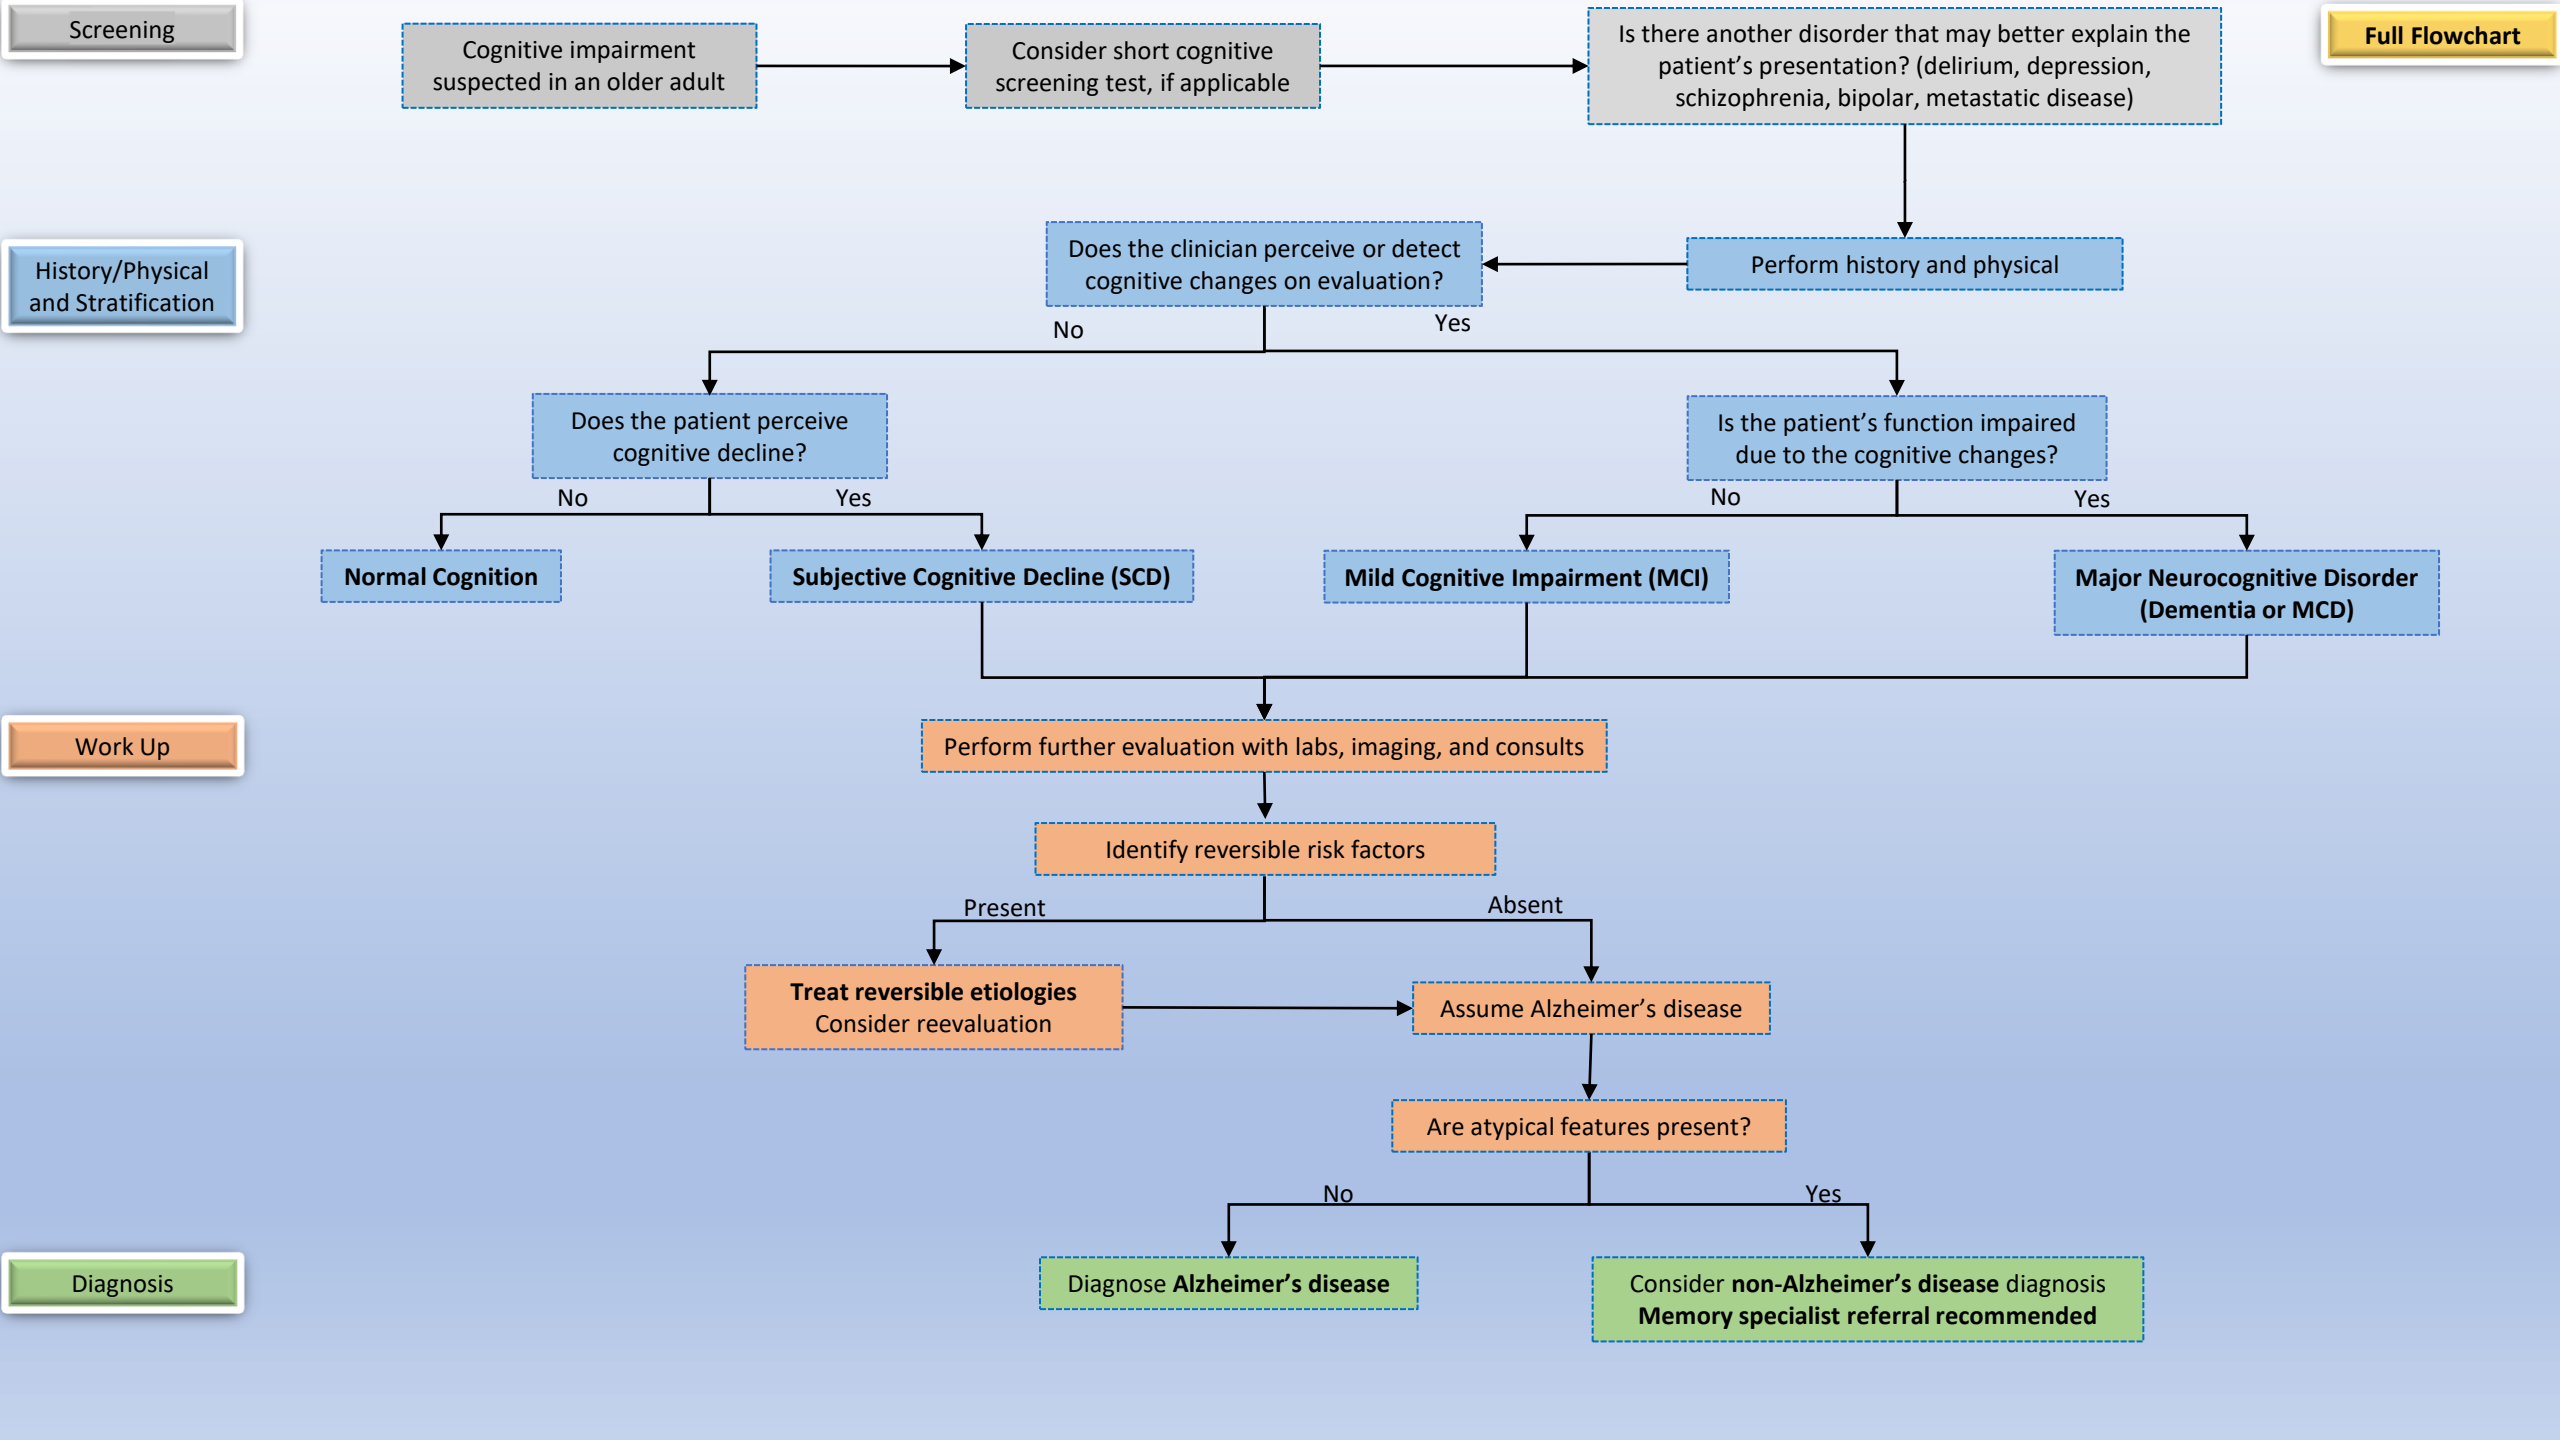 Screening
Cognitive impairment
suspected in an older adult
Consider short cognitive
screening test, if applicable
Is there another disorder that may better explain the
patient’s presentation? (delirium, depression,
schizophrenia, bipolar, metastatic disease)
Full Flowchart
History/Physical
and Stratification
Does the clinician perceive or detect
cognitive changes on evaluation?
Perform history and physical
No
Yes
Does the patient perceive
cognitive decline?
Is the patient’s function impaired
due to the cognitive changes?
No
Yes
No
Yes
Normal Cognition
Subjective Cognitive Decline (SCD)
Mild Cognitive Impairment (MCI)
Major Neurocognitive Disorder
(Dementia or MCD)
Work Up
Perform further evaluation with labs, imaging, and consults
Identify reversible risk factors
Present
Absent
Treat reversible etiologies
Consider reevaluation
Assume Alzheimer’s disease
Are atypical features present?
No
Yes
Diagnosis
Diagnose Alzheimer’s disease
Consider non-Alzheimer’s disease diagnosis
Memory specialist referral recommended